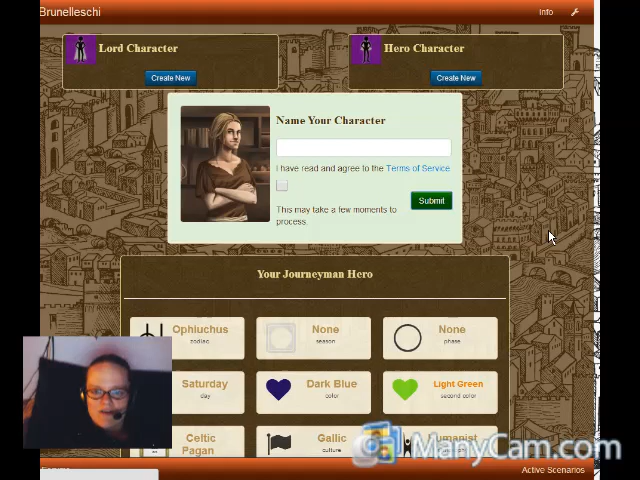 Brunelleschi
Info
Lord Character
Hero Character
Create New
Create New
Name Your Character
I have read and agree to the Terms of Service.
Submit
This may take a few moments to
process.
Your Journeyman Hero
Ophiuchus
zodiac
None
season
None
phase
Saturday
day
Dark Blue
color
Light Green
second color
Celtic
Pagan
Gallic
culture
ManyCam.com
Active Scenarios